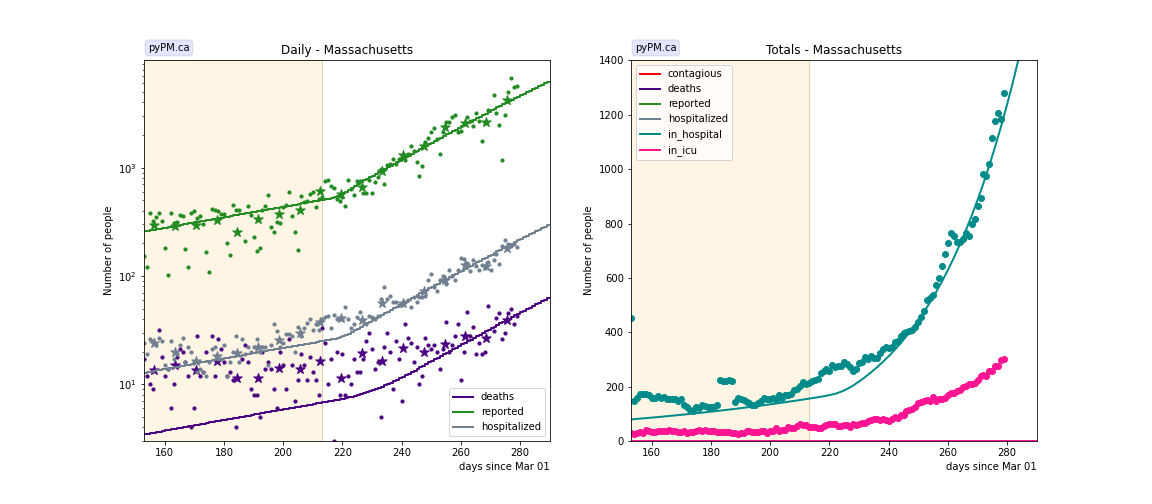 pyPM.ca
Daily - Massachusetts
Number of people
10³
10²
10¹
160 180 200 220 240 260 280
days since Mar 01
deaths
reported
hospitalized
pyPM.ca
Totals - Massachusetts
Number of people
1400
1200
1000
800
600
400
200
0
contagious
deaths
reported
hospitalized
in_hospital
in_icu
160 180 200 220 240 260 280
days since Mar 01